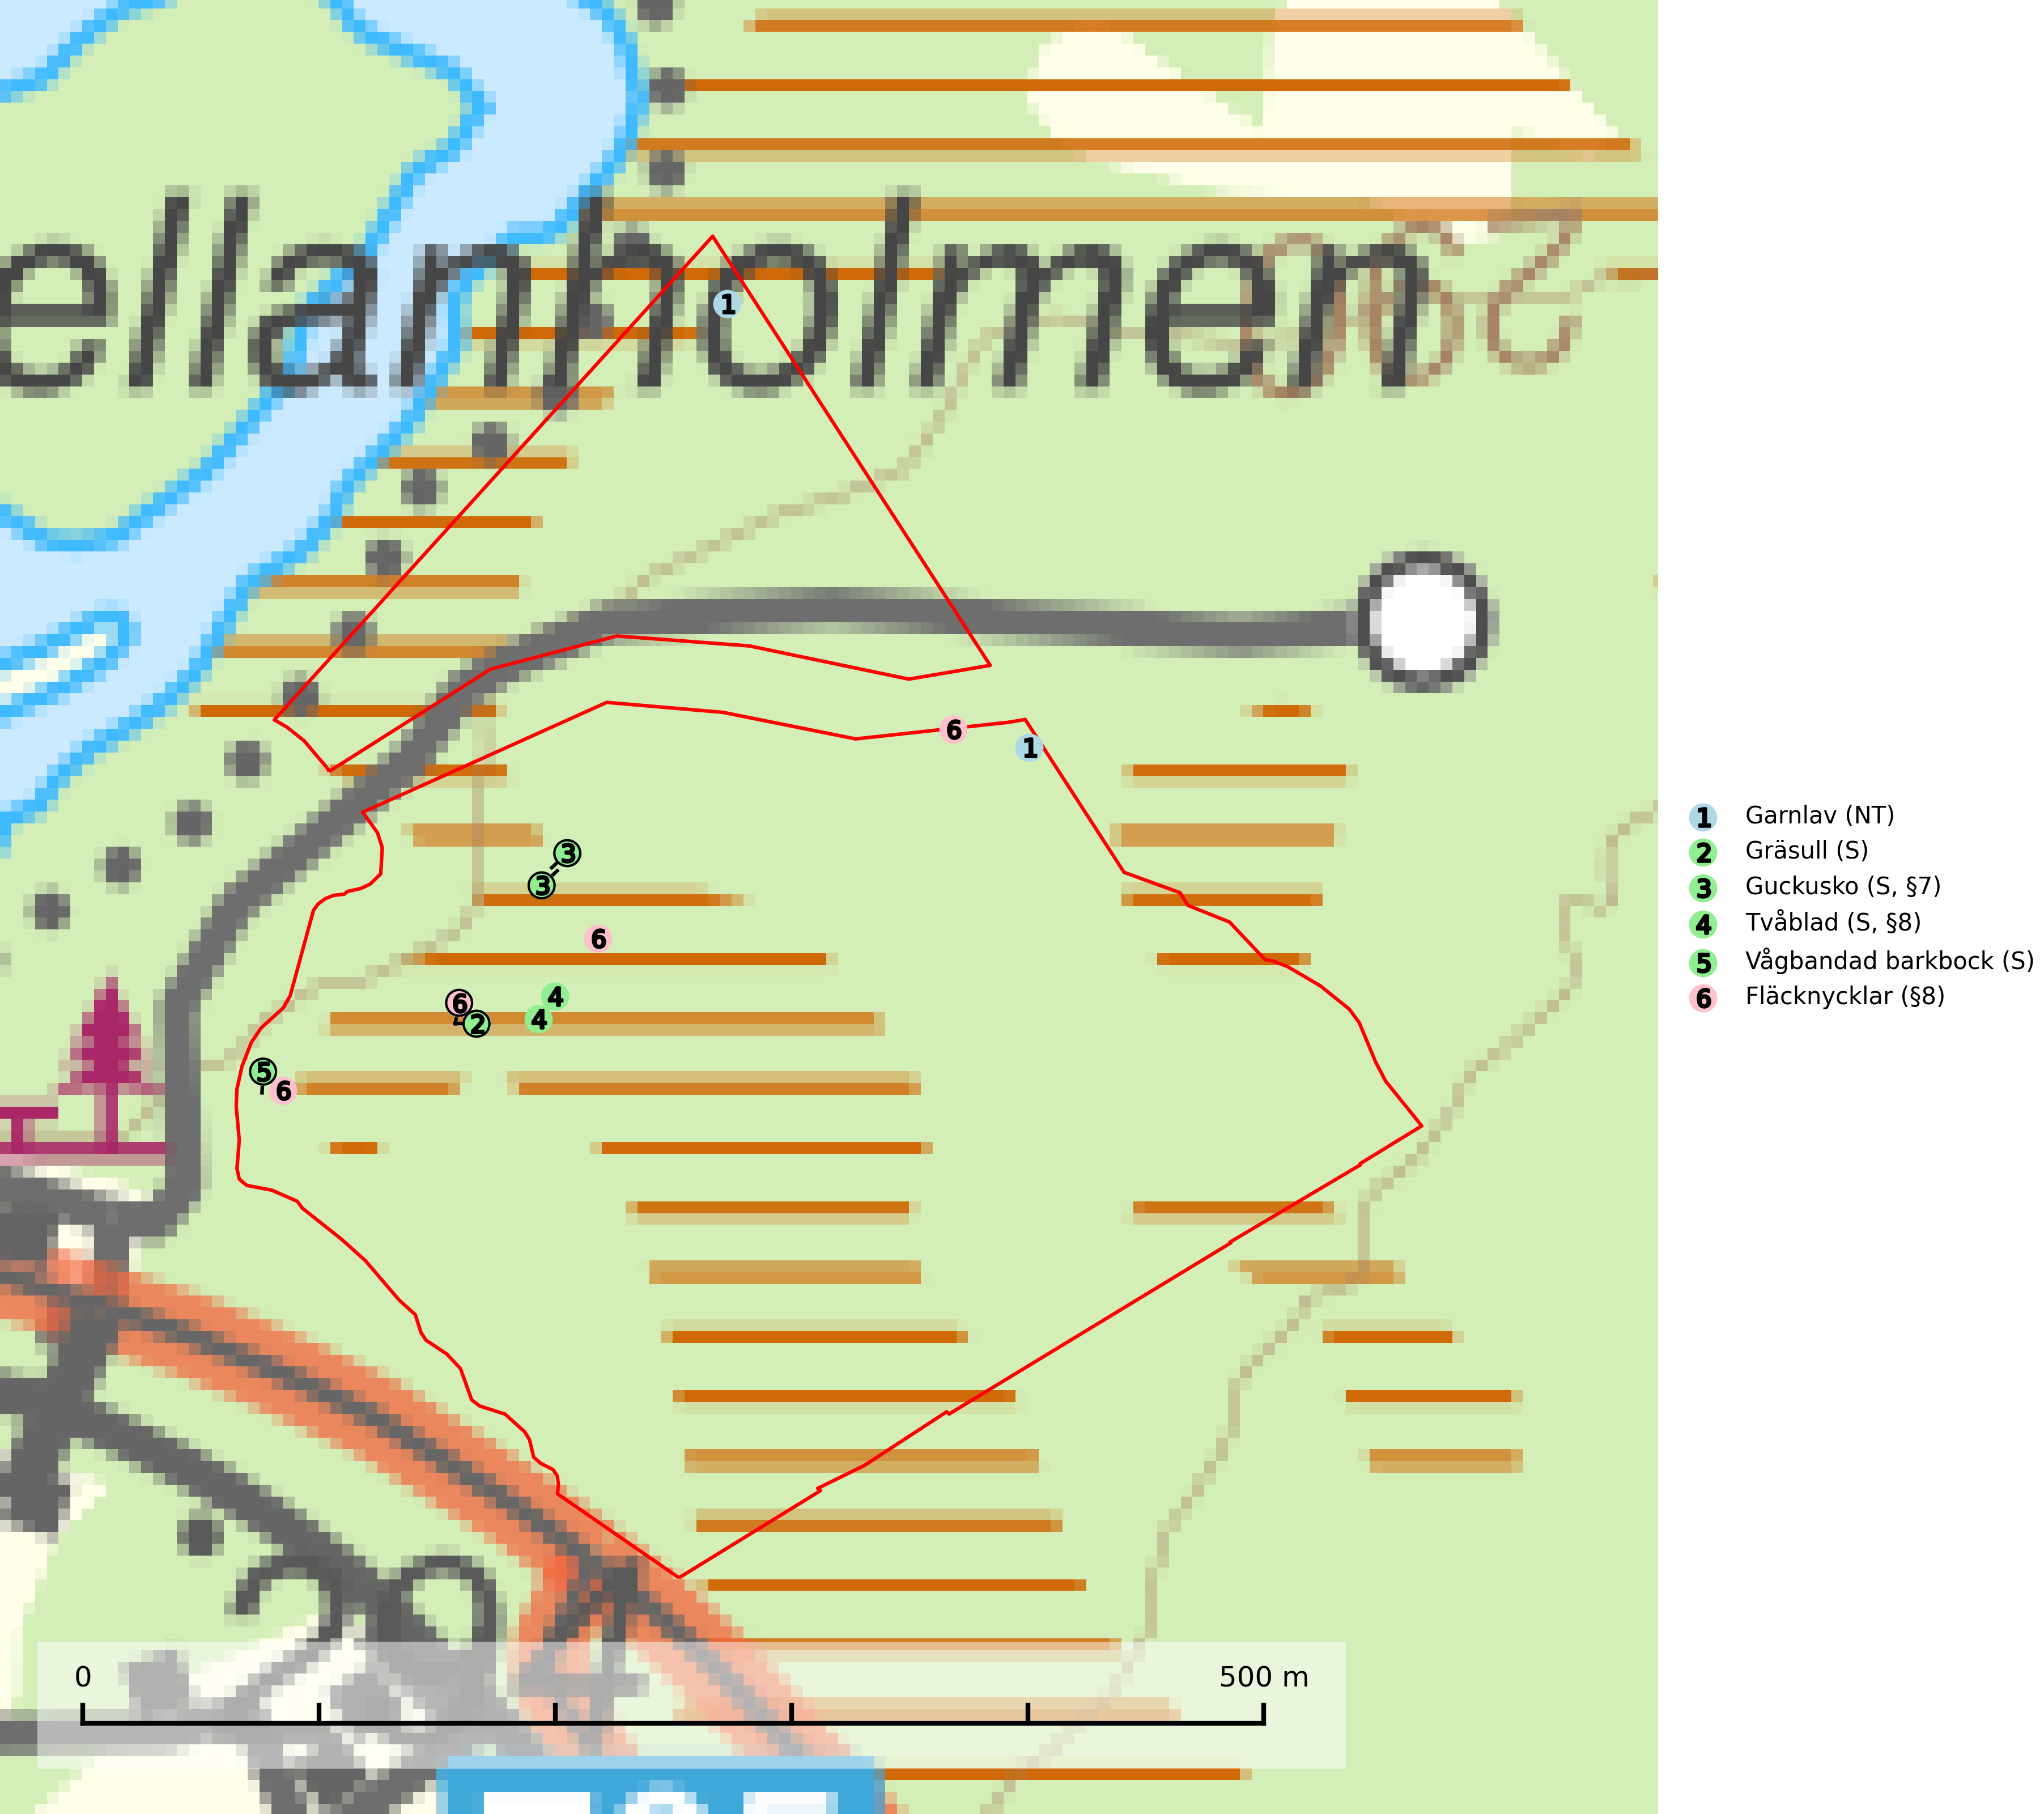 ellanholmen
1
1
6
3
3
6
6
4
4
2
5
6
0
500 m
1 Garnlav (NT)
2 Gräsull (S)
3 Guckusko (S, §7)
4 Tvåblad (S, §8)
5 Vågbandad barkbock (S)
6 Fläcknycklar (§8)